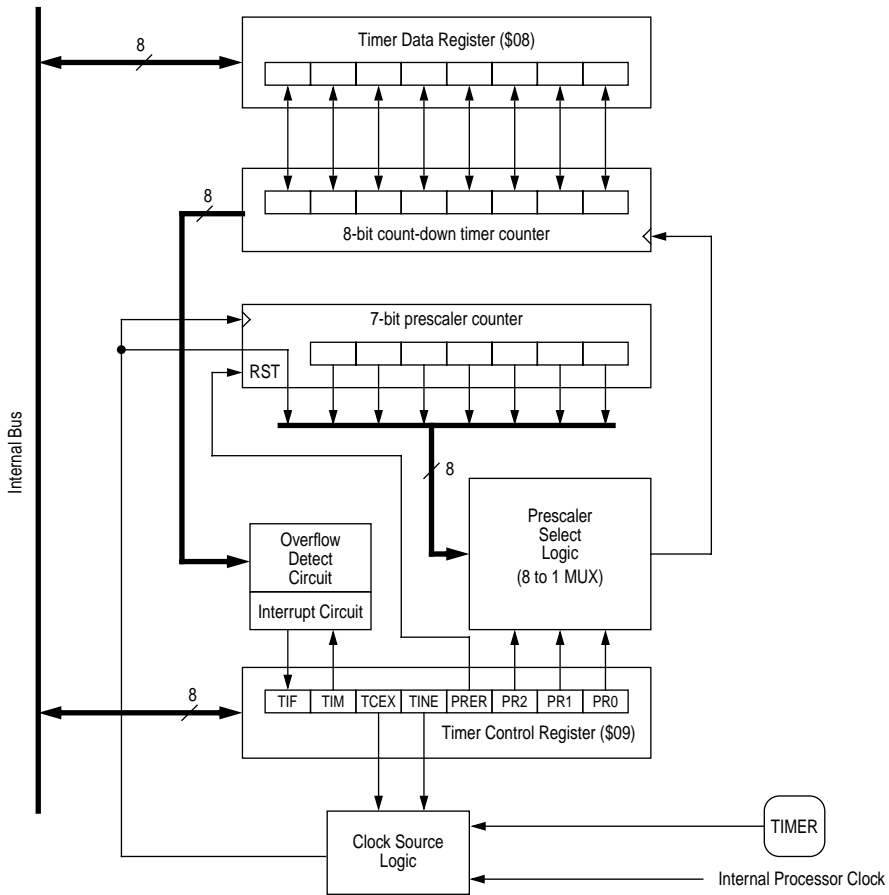 Timer Data Register ($08)
8
8
8-bit count-down timer counter
7-bit prescaler counter
RST
Internal Bus
8
Prescaler
Select
Logic
(8 to 1 MUX)
Overflow
Detect
Circuit
Interrupt Circuit
8
TIF TIM TCEX TINE PRER PR2 PR1 PR0
Timer Control Register ($09)
Clock Source
Logic
TIMER
Internal Processor Clock